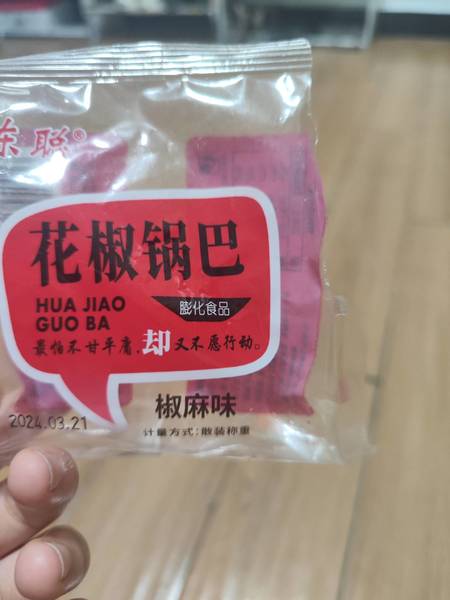 东聪®
花椒锅巴
HUA JIAO
GUO BA
膨化食品
最怕不甘平庸,却又不愿行动。
椒麻味
2024.03.21
计量方式:散装称重